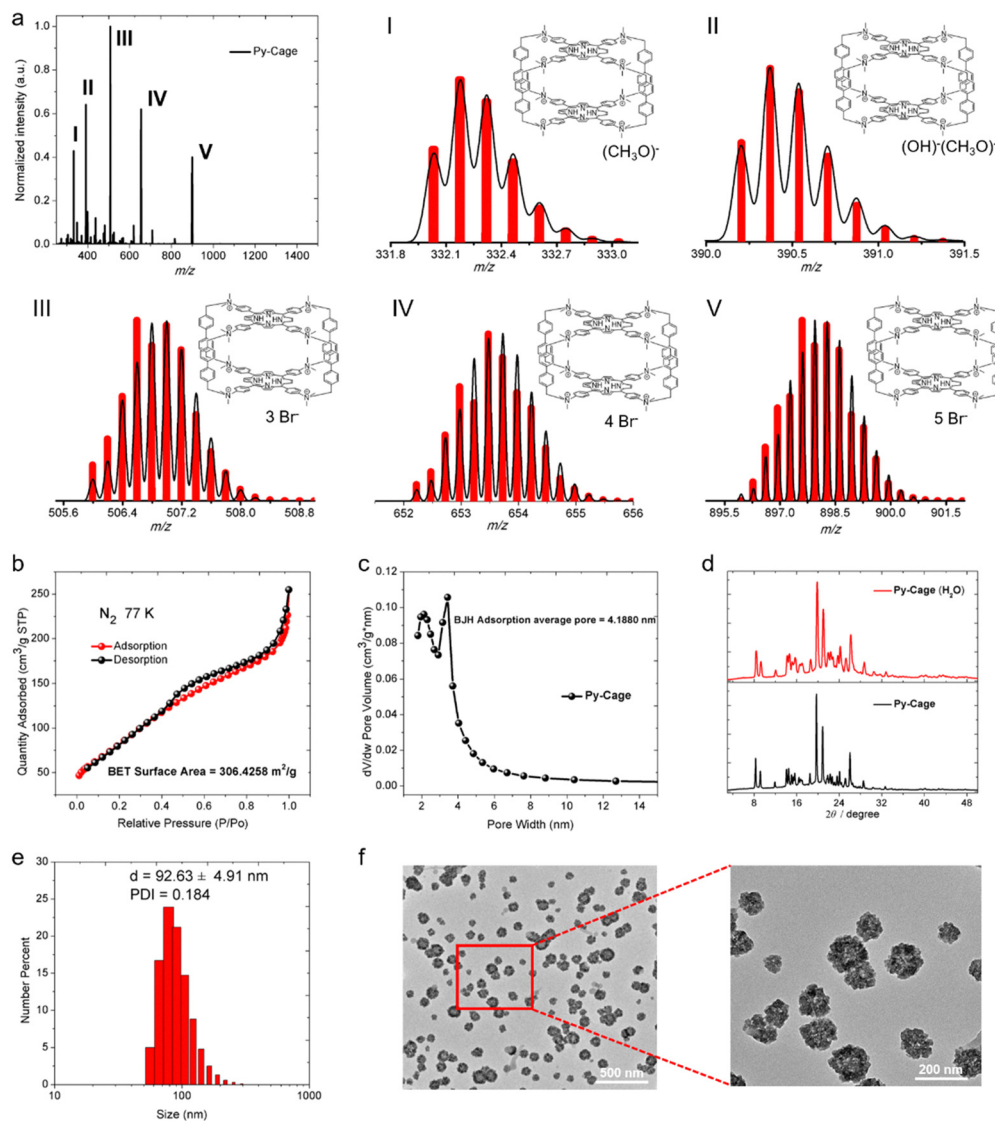 a
Normalized intensity (a.u.)
1.0
0.8
0.6
0.4
0.2
0.0
400 600 800 1000 1200 1400
m/z
Py-Cage
I
II
III
IV
V
I
(CH₃O)⁻
331.8 332.1 332.4 332.7 333.0
m/z
II
(OH)⁻(CH₃O)⁻
390.0 390.5 391.0 391.5
m/z
III
3 Br⁻
505.6 506.4 507.2 508.0 508.8
m/z
IV
4 Br⁻
652 653 654 655 656
m/z
V
5 Br⁻
895.5 897.0 898.5 900.0 901.5
m/z
b
Quantity Adsorbed (cm³/g STP)
250
200
150
100
50
N₂ 77 K
Adsorption
Desorption
BET Surface Area = 306.4258 m²/g
0.0 0.2 0.4 0.6 0.8 1.0
Relative Pressure (P/Po)
c
dV/dw Pore Volume (cm³/g*nm)
0.12
0.10
0.08
0.06
0.04
0.02
0.00
BJH Adsorption average pore = 4.1880 nm
Py-Cage
2 4 6 8 10 12 14
Pore Width (nm)
d
Py-Cage (H₂O)
Py-Cage
8 16 24 32 40 48
2θ / degree
e
Number Percent
30
25
20
15
10
5
0
d = 92.63 ± 4.91 nm
PDI = 0.184
10 100 1000
Size (nm)
f
500 nm
200 nm